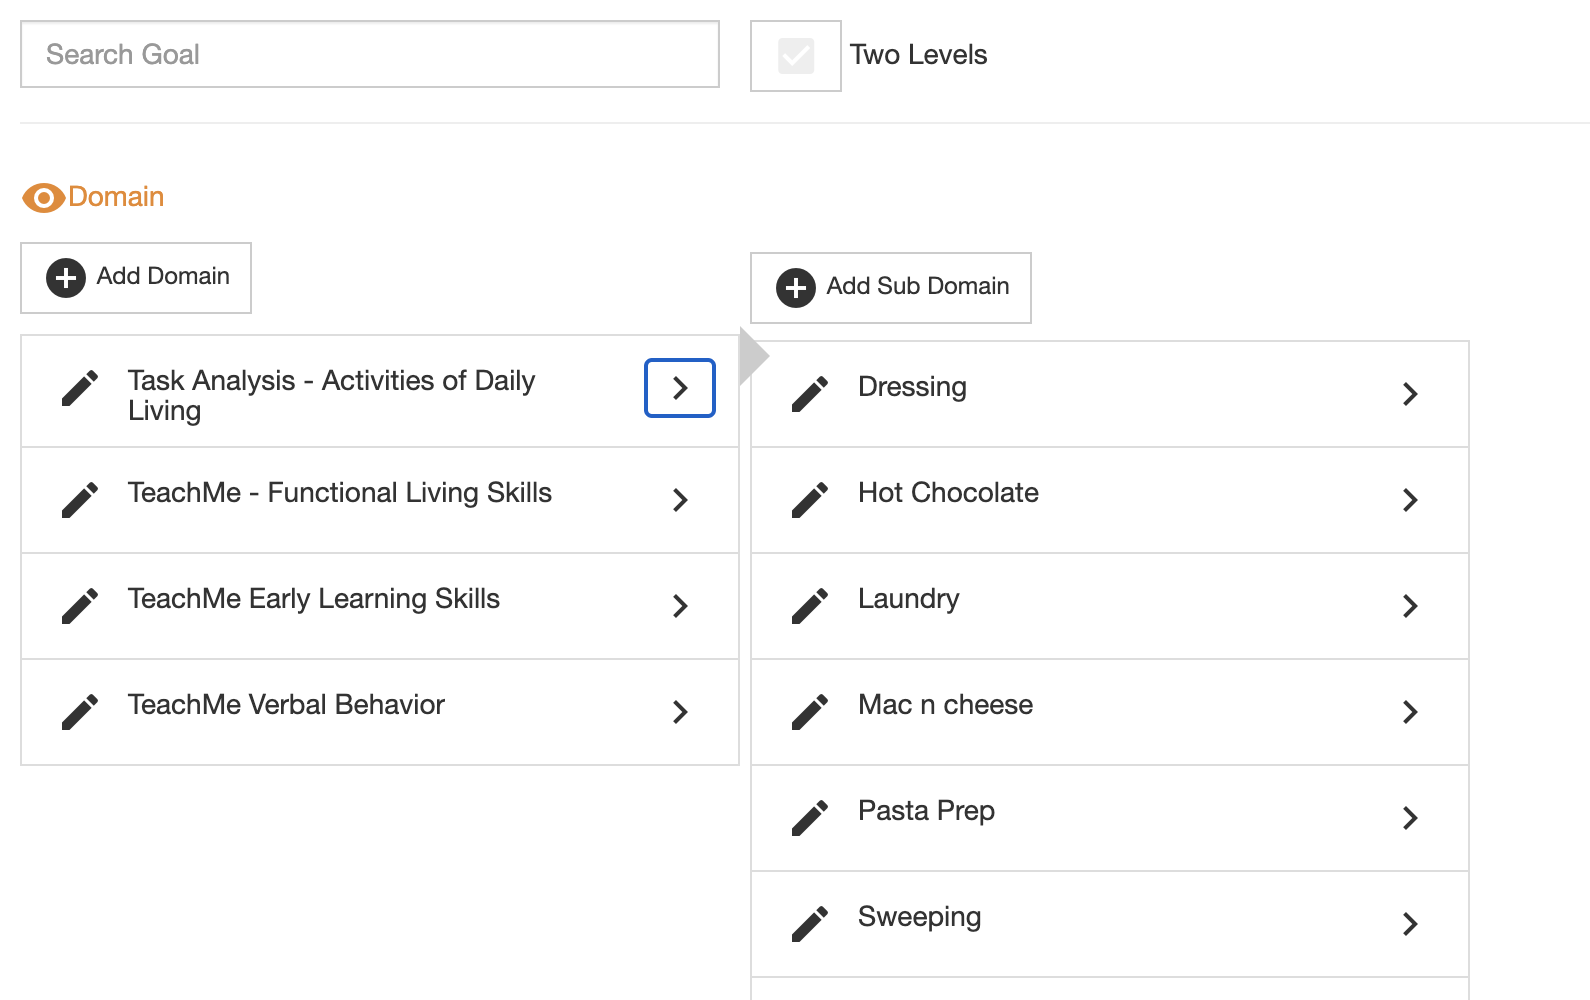 Search Goal
Two Levels
Domain
Add Domain
Add Sub Domain
Task Analysis - Activities of Daily
Living
TeachMe - Functional Living Skills
TeachMe Early Learning Skills
TeachMe Verbal Behavior
Dressing
Hot Chocolate
Laundry
Mac n cheese
Pasta Prep
Sweeping